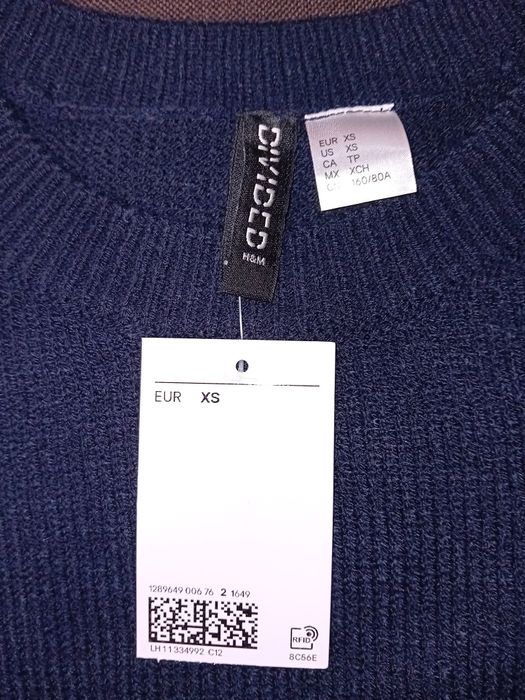 DIVIDED
H&M
EUR XS
US XS
CA TP
MX XCH
CN 160/80A
EUR XS
1289649 006 76 2 1649
LH11334992 C12
RFID
8C56E